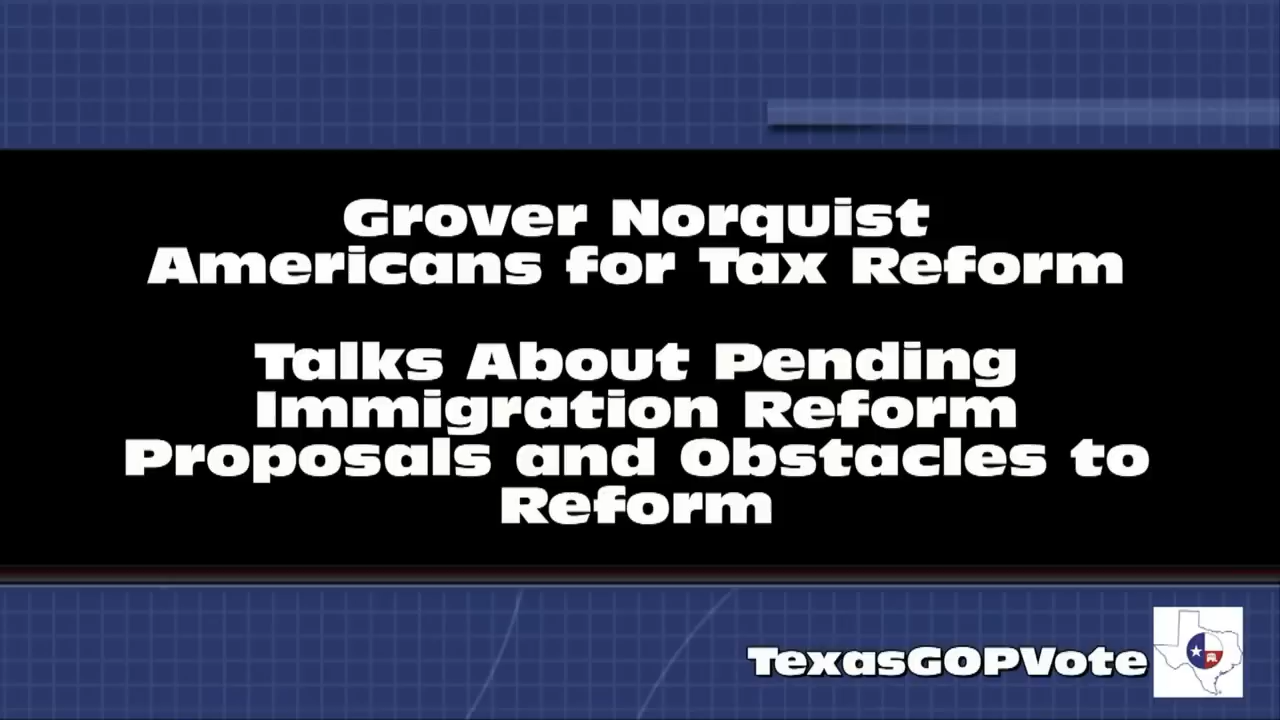 Grover Norquist
Americans for Tax Reform
Talks About Pending
Immigration Reform
Proposals and Obstacles to
Reform
TexasGOPVote